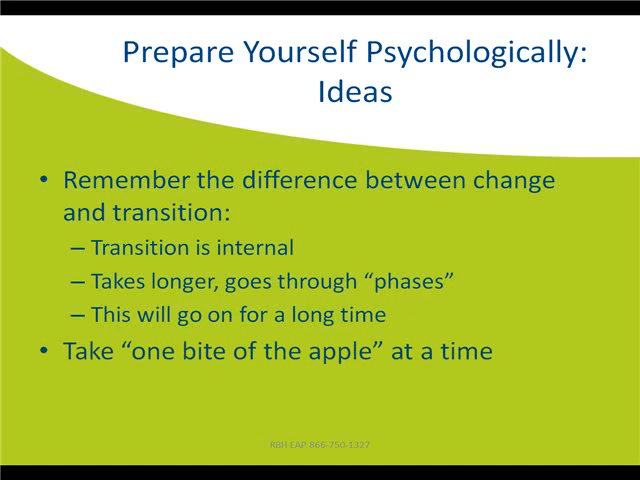 Prepare Yourself Psychologically:
Ideas
• Remember the difference between change
and transition:
– Transition is internal
– Takes longer, goes through “phases”
– This will go on for a long time
• Take “one bite of the apple” at a time
RBH EAP 866-750-1327